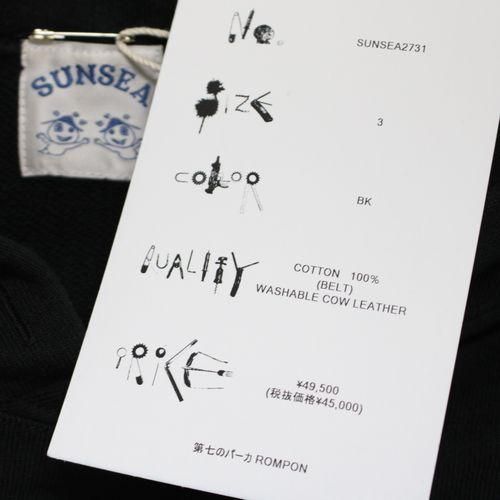 SUNSEA
No. SUNSEA2731
SIZE 3
COLOR BK
QUALITY COTTON 100%
(BELT)
WASHABLE COW LEATHER
PRICE ¥49,500
(税抜価格¥45,000)
第七のパーカ ROMPON